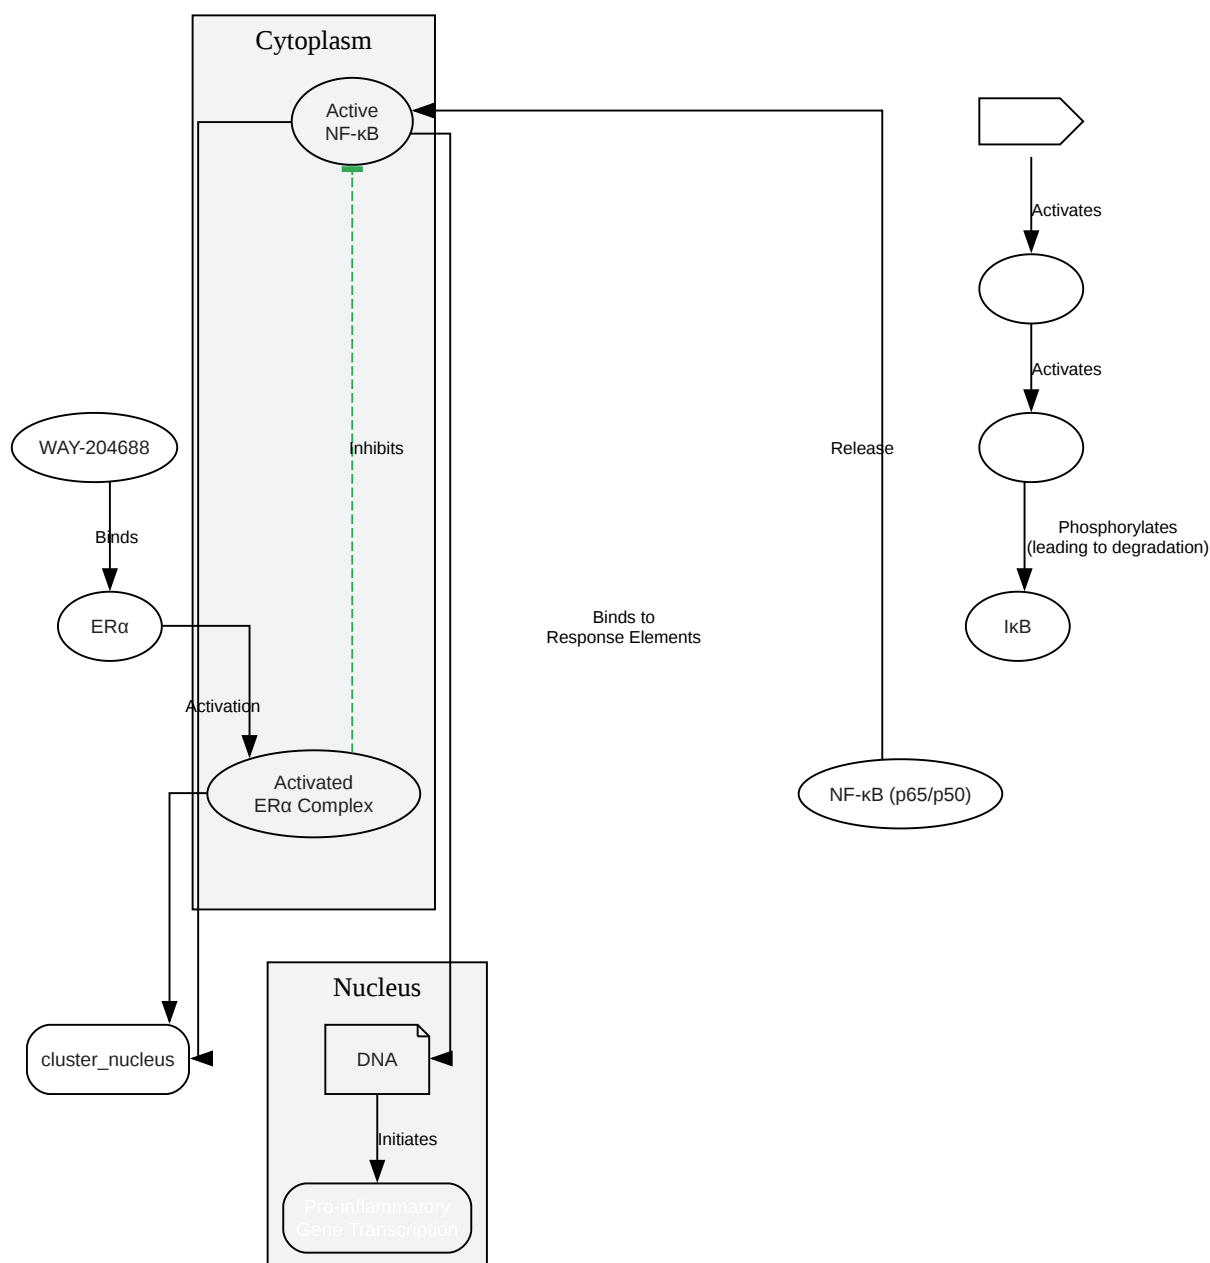 Cytoplasm
Active
NF-κB
Activates
Activates
WAY-204688
Inhibits
Release
Binds
Phosphorylates
(leading to degradation)
ERα
Binds to
Response Elements
IκB
Activation
Activated
ERα Complex
NF-κB (p65/p50)
Nucleus
cluster_nucleus
DNA
Initiates
Pro-inflammatory
Gene Transcription